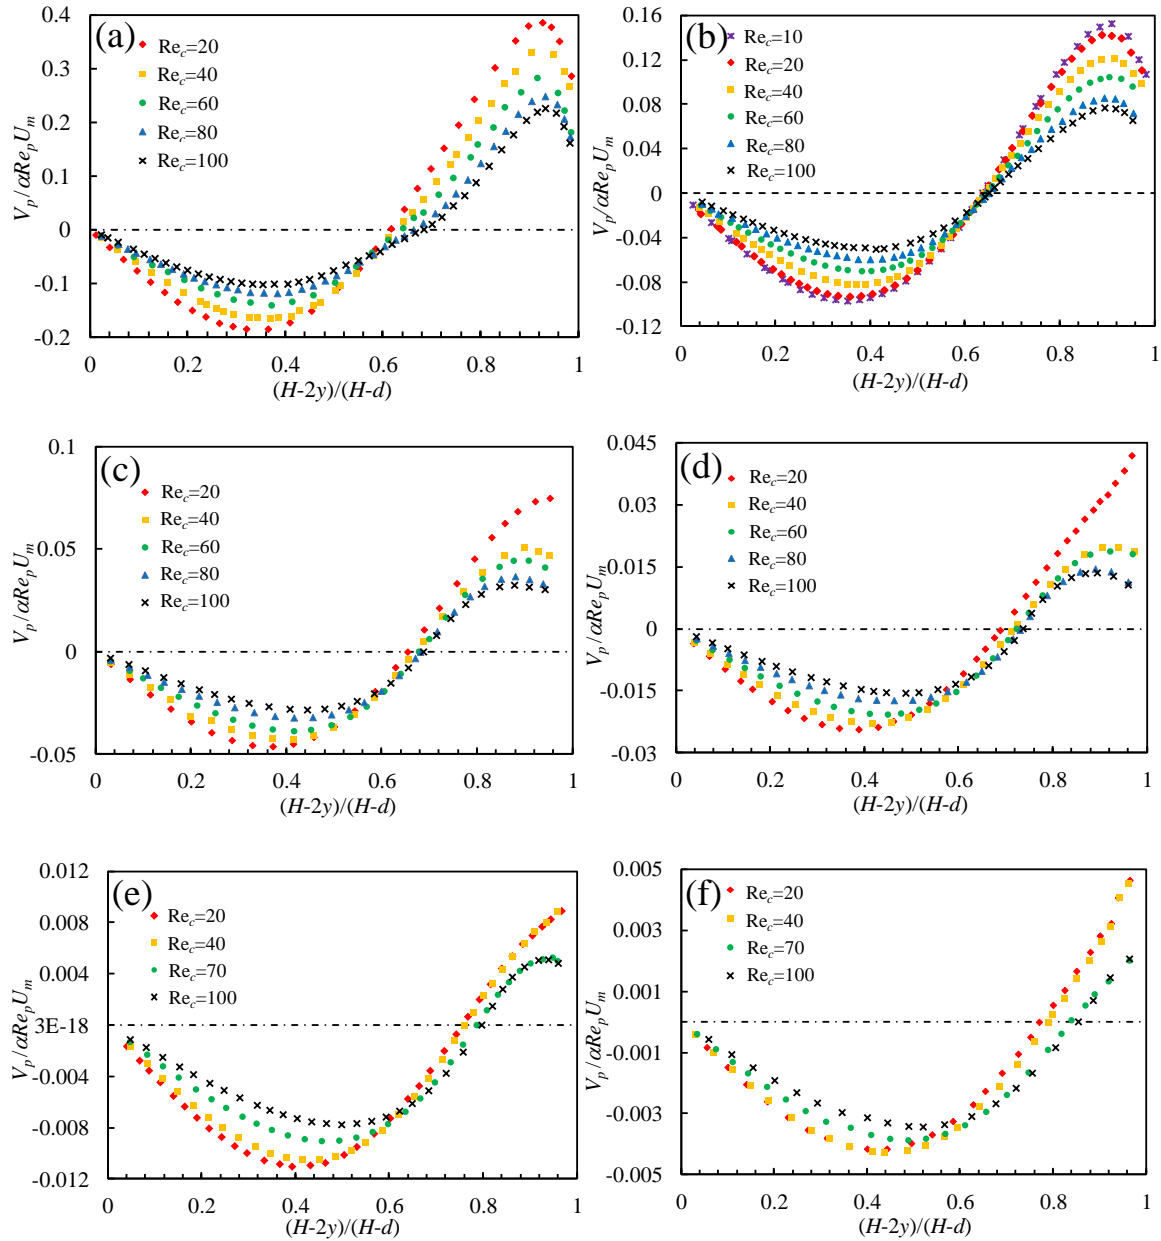 (a)
0.4
0.3
0.2
0.1
0
-0.1
-0.2
Vp/αRepUm
Rec=20
Rec=40
Rec=60
Rec=80
Rec=100
0 0.2 0.4 0.6 0.8 1
(H-2y)/(H-d)
(b)
0.16
0.12
0.08
0.04
0
-0.04
-0.08
-0.12
Vp/αRepUm
Rec=10
Rec=20
Rec=40
Rec=60
Rec=80
Rec=100
0 0.2 0.4 0.6 0.8 1
(H-2y)/(H-d)
(c)
0.1
0.05
0
-0.05
Vp/αRepUm
Rec=20
Rec=40
Rec=60
Rec=80
Rec=100
0 0.2 0.4 0.6 0.8 1
(H-2y)/(H-d)
(d)
0.045
0.03
0.015
0
-0.015
-0.03
Vp/αRepUm
Rec=20
Rec=40
Rec=60
Rec=80
Rec=100
0 0.2 0.4 0.6 0.8 1
(H-2y)/(H-d)
(e)
0.012
0.008
0.004
3E-18
-0.004
-0.008
-0.012
Vp/αRepUm
Rec=20
Rec=40
Rec=70
Rec=100
0 0.2 0.4 0.6 0.8 1
(H-2y)/(H-d)
(f)
0.005
0.003
0.001
-0.001
-0.003
-0.005
Vp/αRepUm
Rec=20
Rec=40
Rec=70
Rec=100
0 0.2 0.4 0.6 0.8 1
(H-2y)/(H-d)